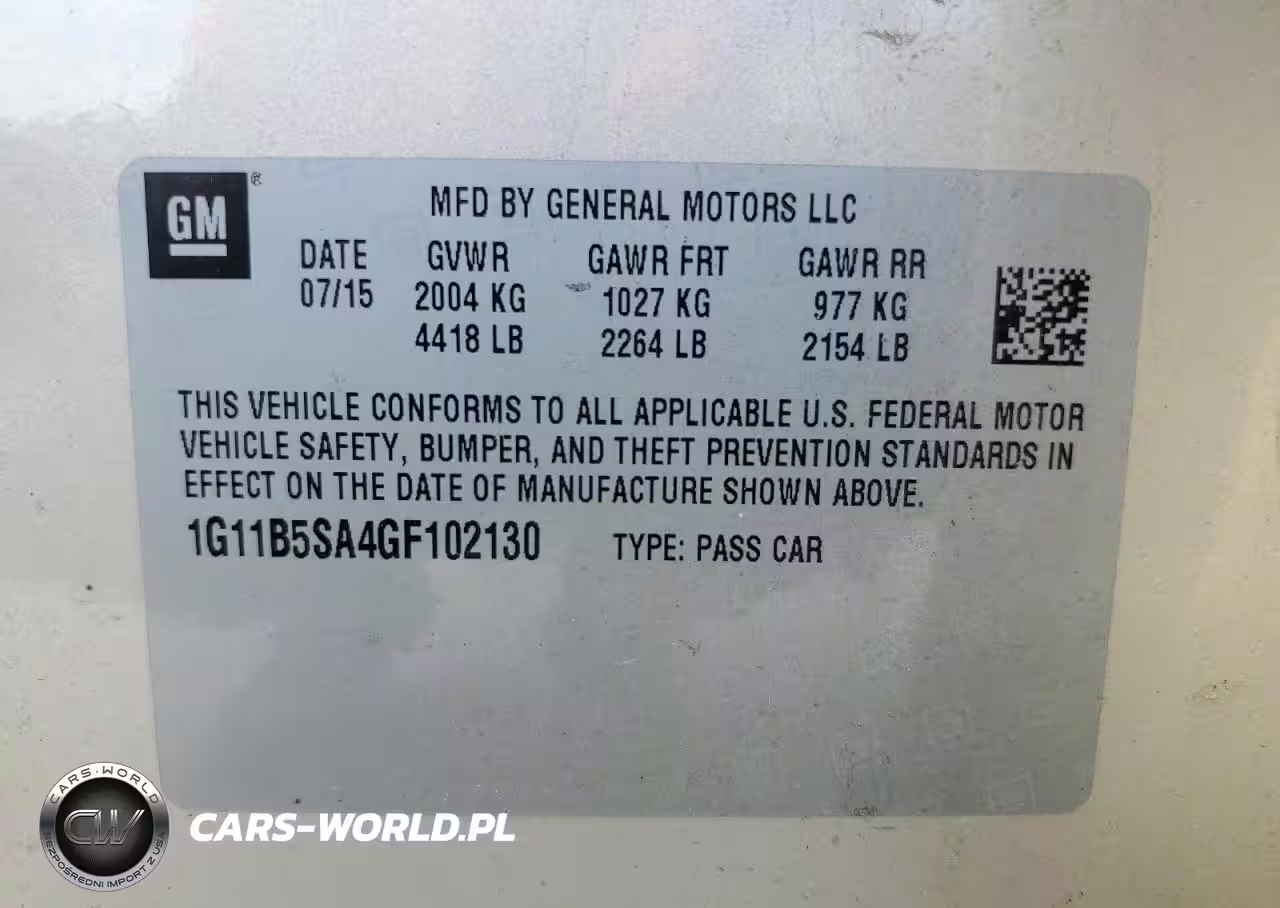 GM ®
MFD BY GENERAL MOTORS LLC
DATE GVWR GAWR FRT GAWR RR
07/15 2004 KG 1027 KG 977 KG
4418 LB 2264 LB 2154 LB
THIS VEHICLE CONFORMS TO ALL APPLICABLE U.S. FEDERAL MOTOR
VEHICLE SAFETY, BUMPER, AND THEFT PREVENTION STANDARDS IN
EFFECT ON THE DATE OF MANUFACTURE SHOWN ABOVE.
1G11B5SA4GF102130 TYPE: PASS CAR
CARS-WORLD
CW
BEZPOŚREDNI IMPORT Z USA
CARS-WORLD.PL